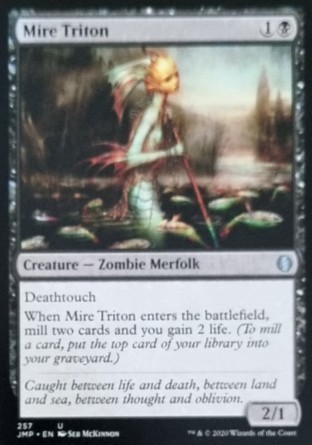 Mire Triton 1
Creature — Zombie Merfolk
Deathtouch
When Mire Triton enters the battlefield,
mill two cards and you gain 2 life. (To mill
a card, put the top card of your library into
your graveyard.)
Caught between life and death, between land
and sea, between thought and oblivion.
2/1
257 U
JMP • EN Seb McKinnon
™ & © 2020 Wizards of the Coast